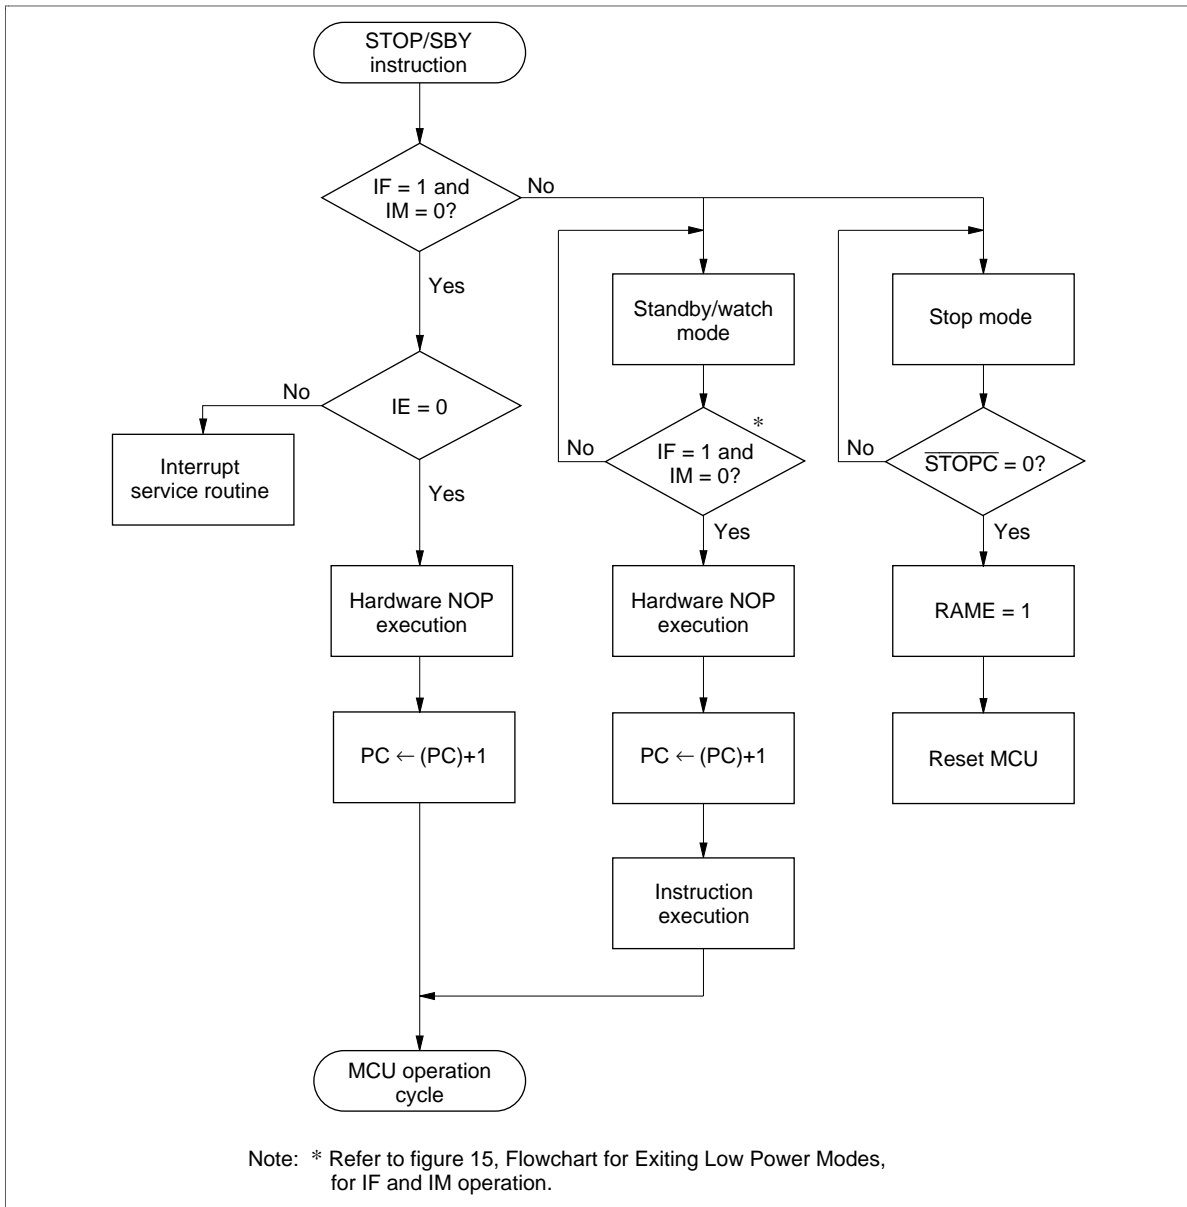 STOP/SBY
instruction
IF = 1 and
IM = 0?
No
Yes
IE = 0
No
Yes
Interrupt
service routine
Hardware NOP
execution
PC ← (PC)+1
Standby/watch
mode
*
IF = 1 and
IM = 0?
No
Yes
Hardware NOP
execution
PC ← (PC)+1
Instruction
execution
Stop mode
S̅T̅O̅P̅C̅ = 0?
No
Yes
RAME = 1
Reset MCU
MCU operation
cycle
Note: * Refer to figure 15, Flowchart for Exiting Low Power Modes,
for IF and IM operation.